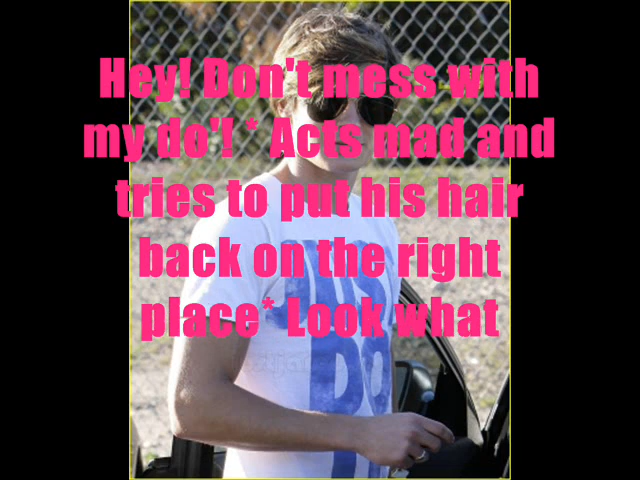 Hey! Don't mess with
my do'! * Acts mad and
tries to put his hair
back on the right
place* Look what